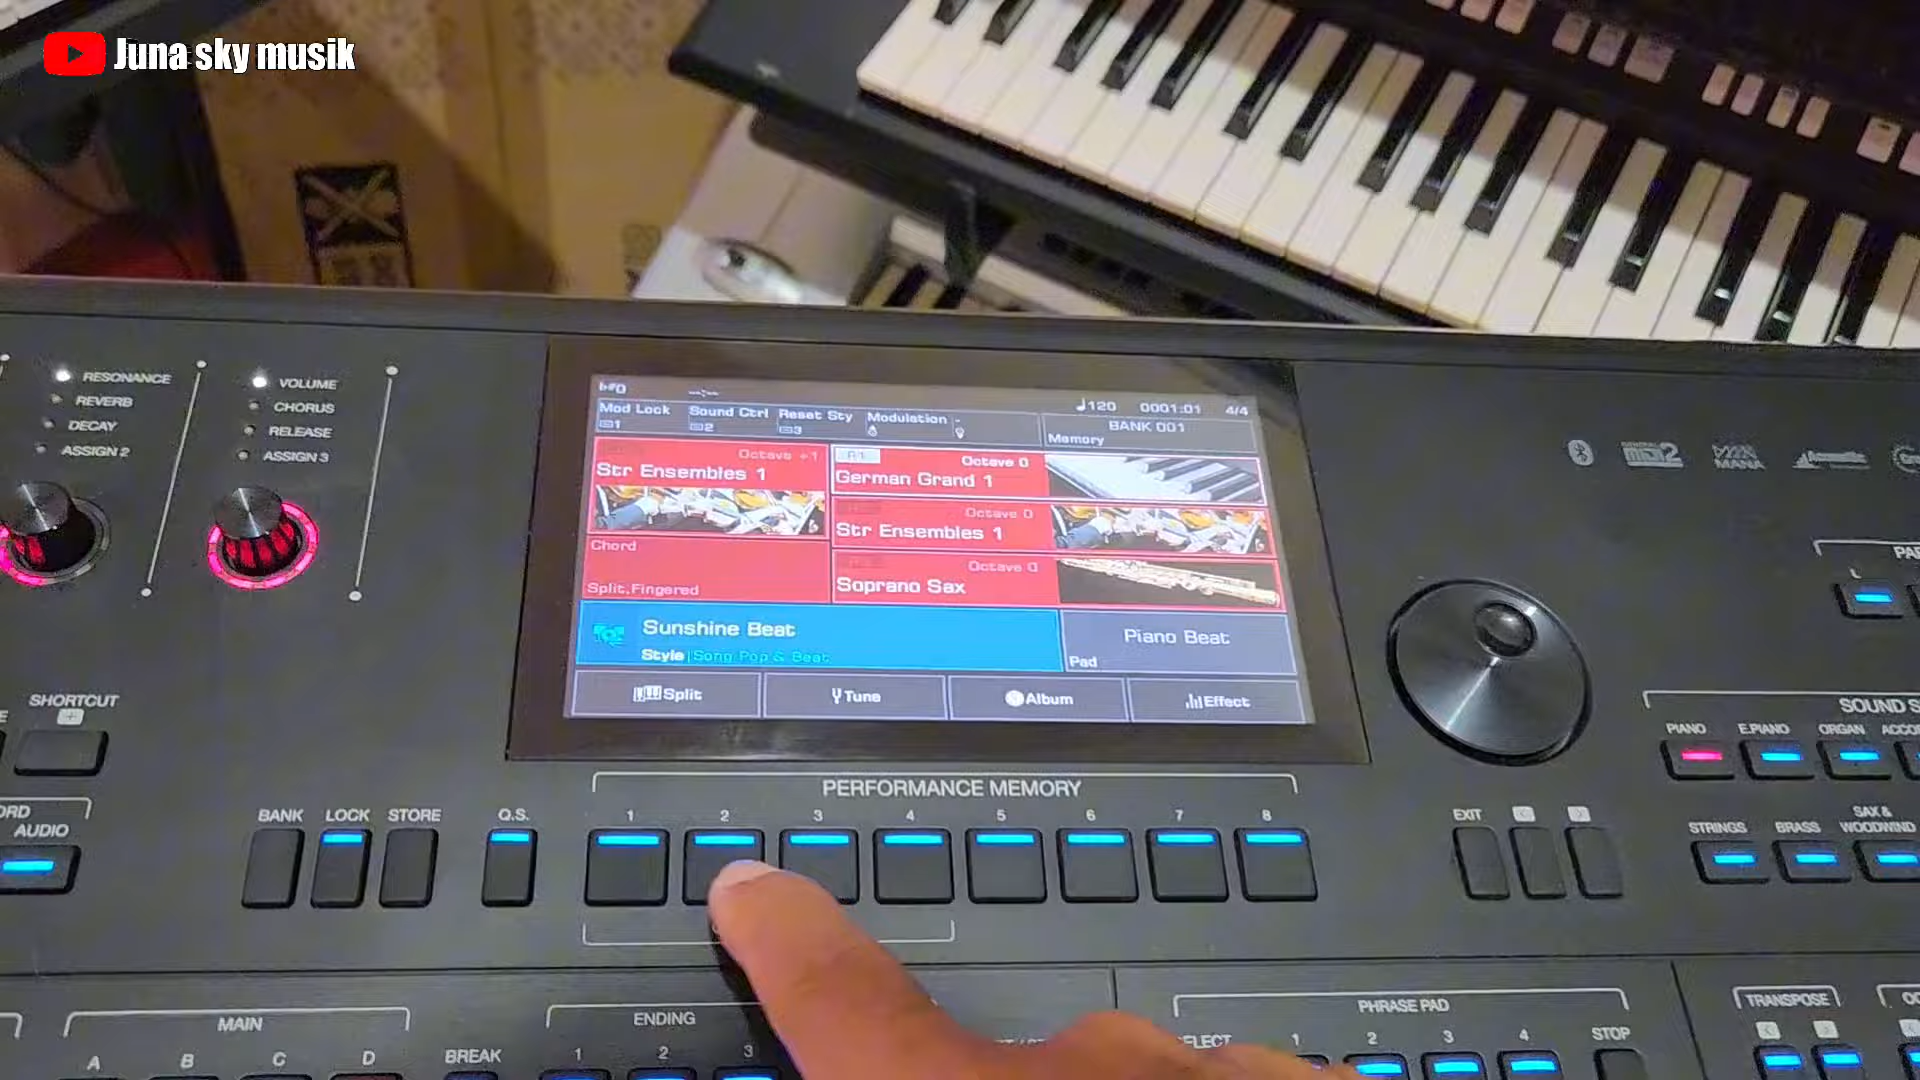 Juna sky musik
RESONANCE
REVERB
DECAY
ASSIGN 2
VOLUME
CHORUS
RELEASE
ASSIGN 3
120 0001:01 4/4
Mod Lock
1
Sound Ctrl
2
Reset Sty
3
Modulation
BANK 001
Memory
Octave +1
Str Ensembles 1
Octave 0
German Grand 1
Octave 0
Str Ensembles 1
Octave 0
Soprano Sax
Chord
Split,Fingered
Sunshine Beat
Style|Song Pop & Beat
Piano Beat
Pad
Split
Tune
Album
Effect
SHORTCUT
AUDIO
BANK
LOCK
STORE
Q.S.
PERFORMANCE MEMORY
1 2 3 4 5 6 7 8
EXIT
SOUND S
PIANO
E.PIANO
ORGAN
ACCO
STRINGS
BRASS
SAX &
WOODWIND
MAIN
A B C D
BREAK
ENDING
1 2 3
PHRASE PAD
1 2 3 4
STOP
TRANSPOSE